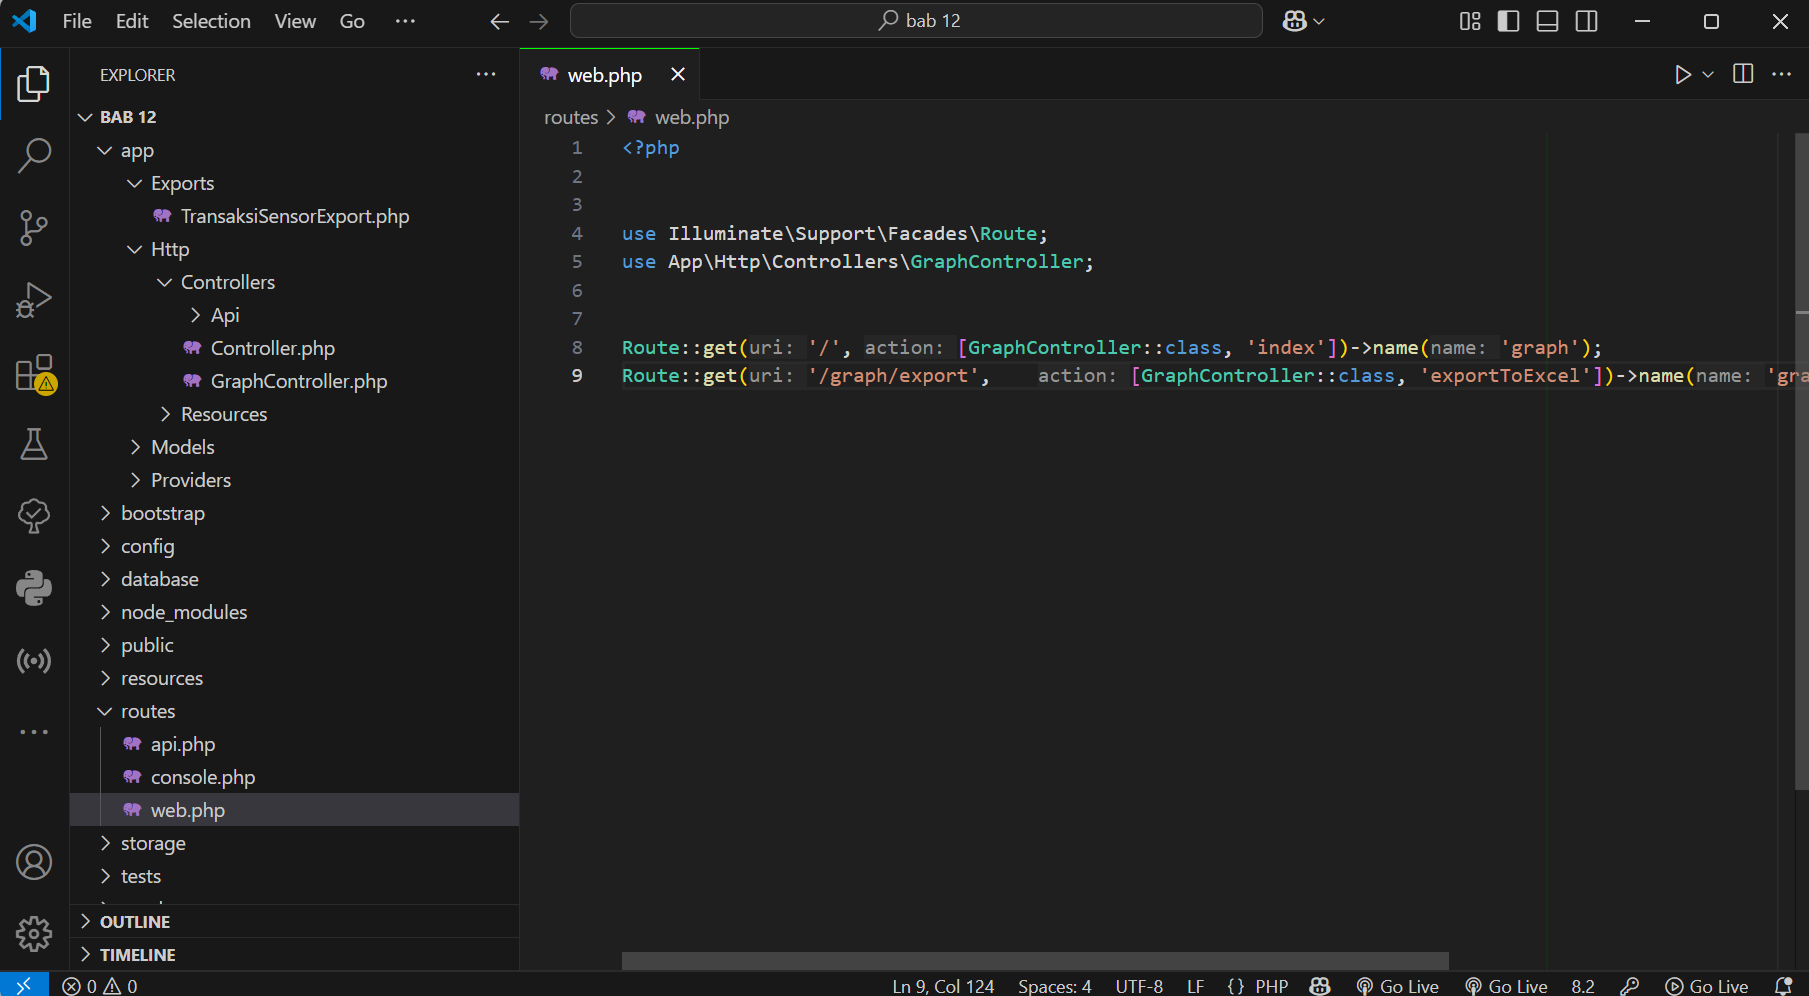 File Edit Selection View Go ···
bab 12
EXPLORER
web.php
BAB 12
app
Exports
TransaksiSensorExport.php
Http
Controllers
Api
Controller.php
GraphController.php
Resources
Models
Providers
bootstrap
config
database
node_modules
public
resources
routes
api.php
console.php
web.php
storage
tests
OUTLINE
TIMELINE
routes > web.php
1 <?php
2
3
4 use Illuminate\Support\Facades\Route;
5 use App\Http\Controllers\GraphController;
6
7
8 Route::get(uri: '/', action: [GraphController::class, 'index'])->name(name: 'graph');
9 Route::get(uri: '/graph/export', action: [GraphController::class, 'exportToExcel'])->name(name: 'gra
0 0 Ln 9, Col 124 Spaces: 4 UTF-8 LF {} PHP Go Live Go Live 8.2 Go Live